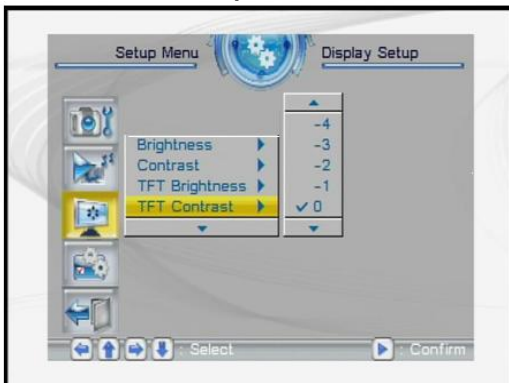 Setup Menu Display Setup
Brightness
Contrast
TFT Brightness
TFT Contrast
-4
-3
-2
-1
0
: Select : Confirm